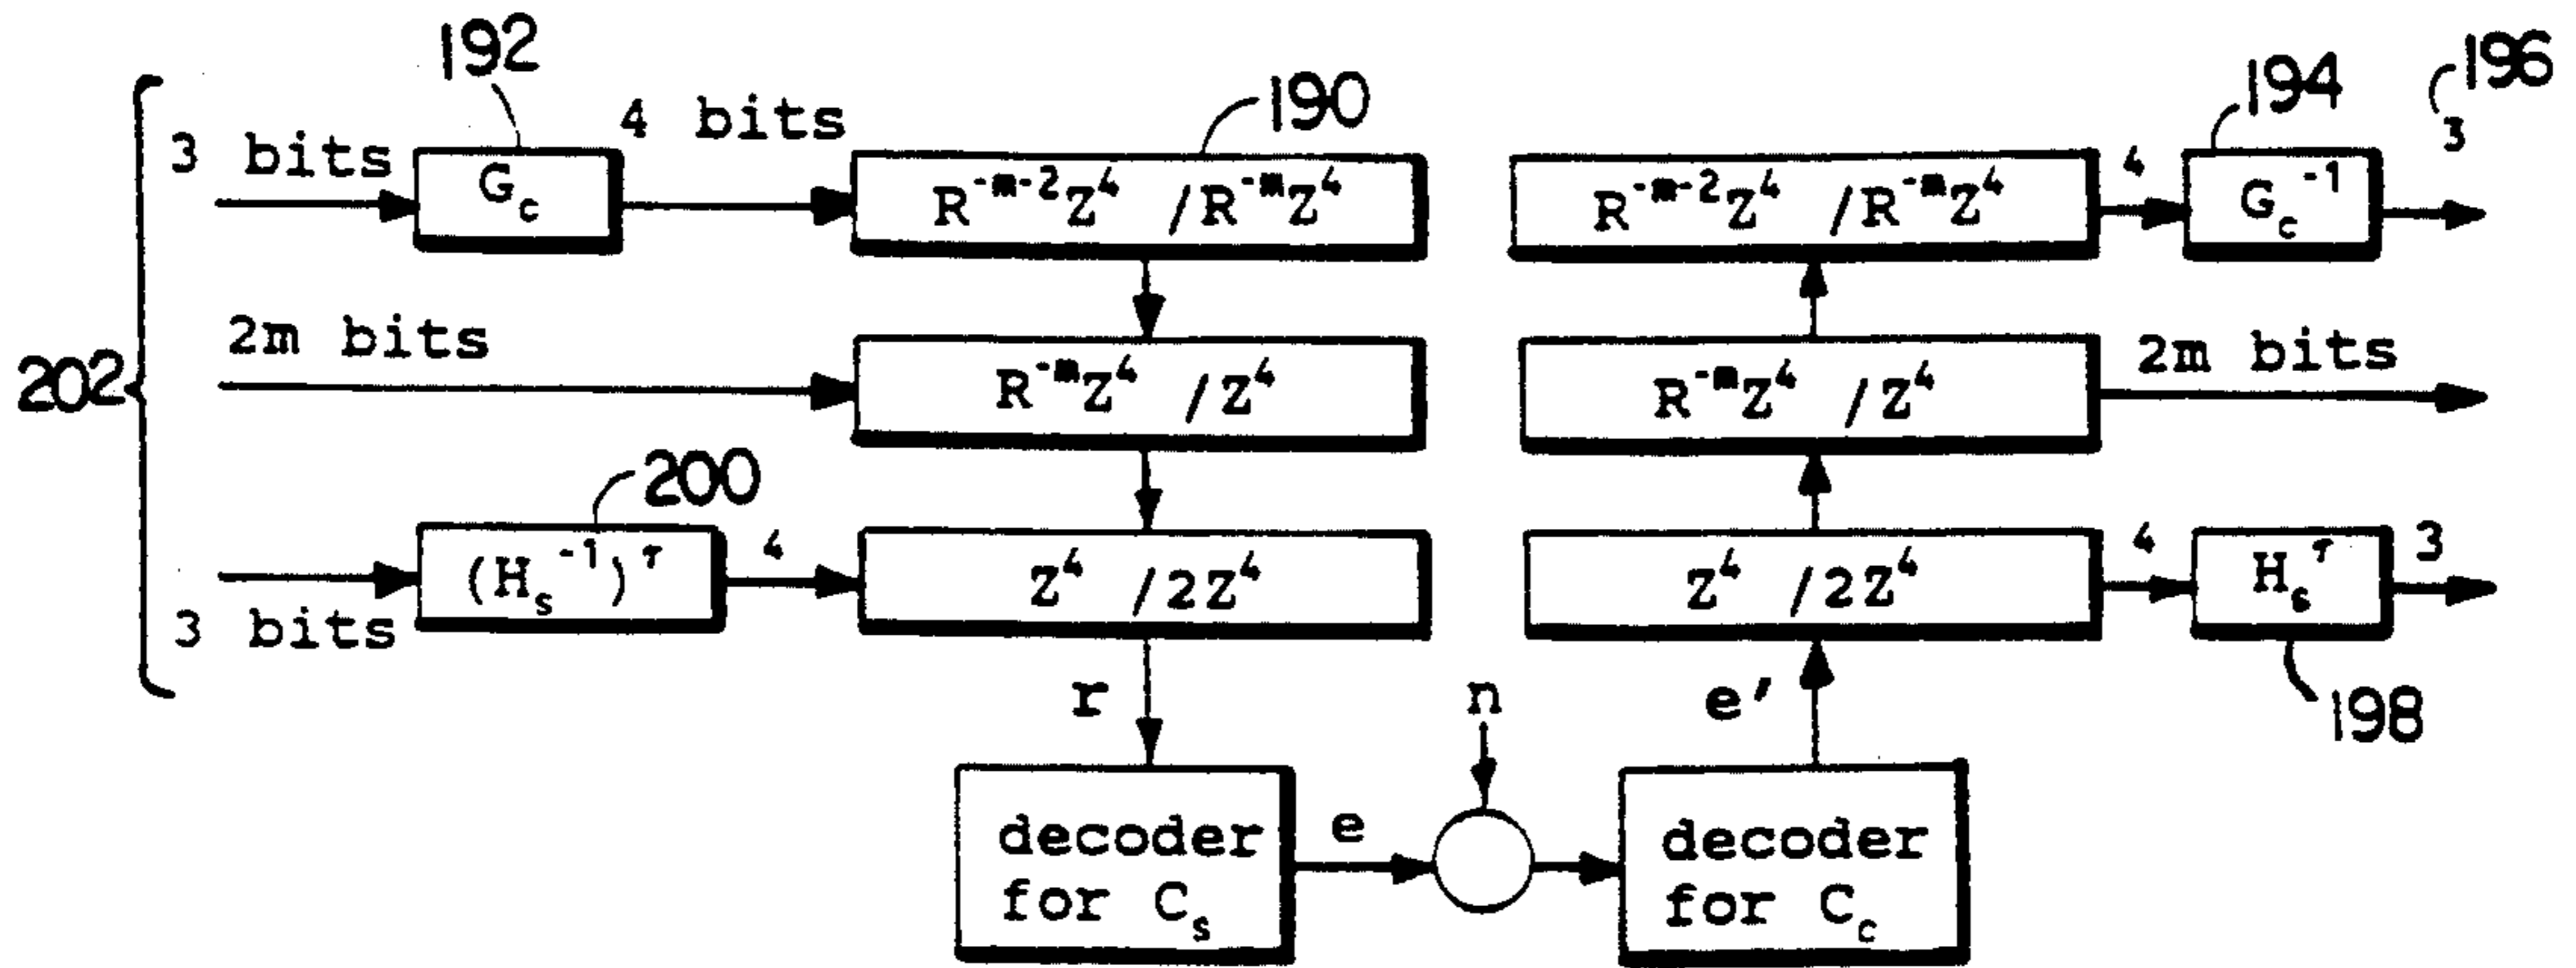 192
190
194
196
3 bits
G_c
4 bits
R^{-m-2}Z^4 /R^{-m}Z^4
R^{-m-2}Z^4 /R^{-m}Z^4
4
G_c^{-1}
3
202
2m bits
R^{-m}Z^4 /Z^4
R^{-m}Z^4 /Z^4
2m bits
200
3 bits
(H_s^{-1})^T
4
Z^4 /2Z^4
Z^4 /2Z^4
4
H_s^T
3
198
r
n
e'
decoder
for C_s
e
decoder
for C_c